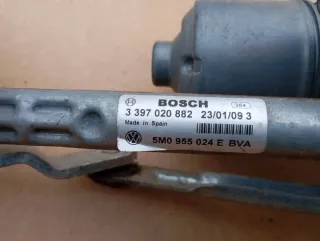 BOSCH
3 397 020 882 23/01/09 3
Made in Spain
5M0 955 024 E BVA